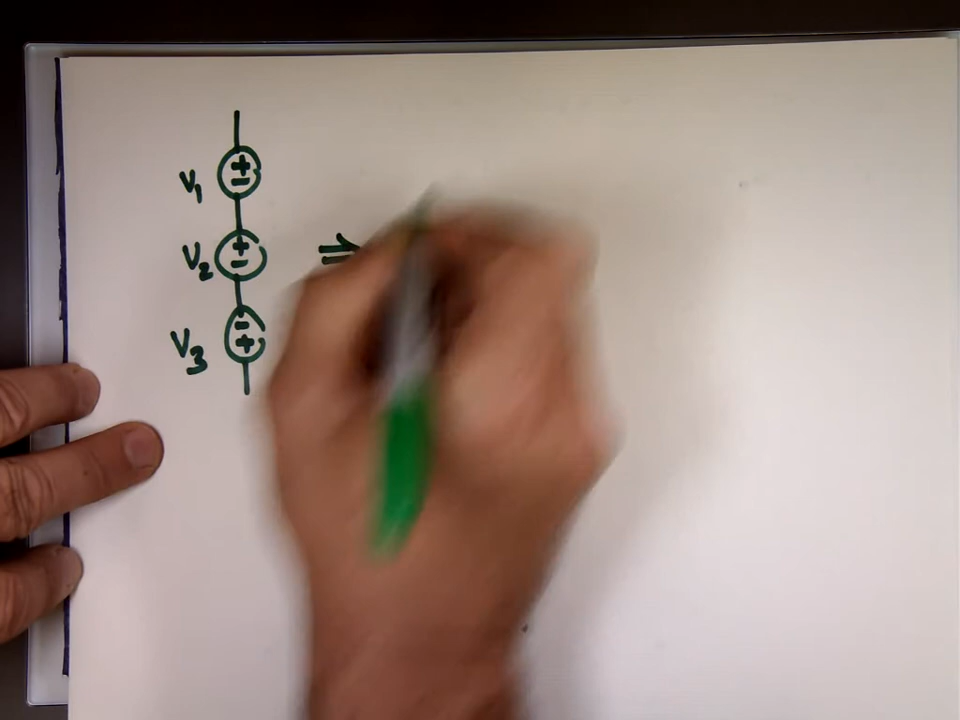 +
-
V1
+
-
V2
⇒
-
+
V3